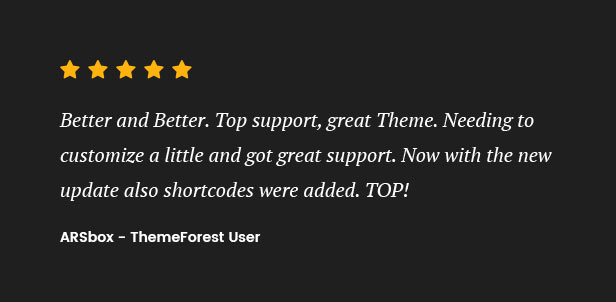 Better and Better. Top support, great Theme. Needing to
customize a little and got great support. Now with the new
update also shortcodes were added. TOP!
ARSbox - ThemeForest User